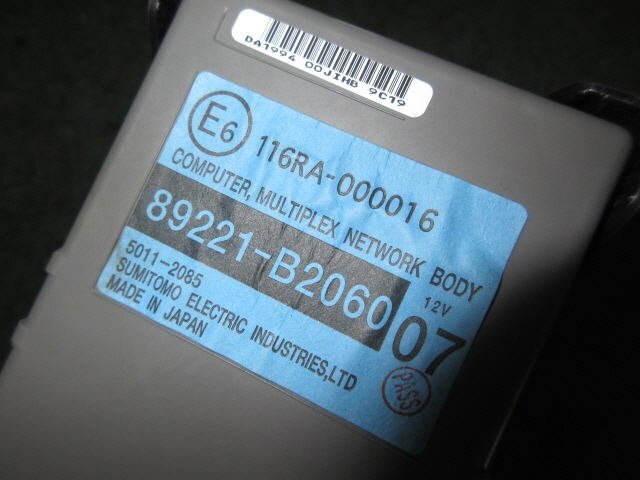 DA1994 00JIHB 9C19
E6 116RA-000016
COMPUTER, MULTIPLEX NETWORK BODY
89221-B2060 07
12V
5011-2085
SUMITOMO ELECTRIC INDUSTRIES,LTD
MADE IN JAPAN
PASS